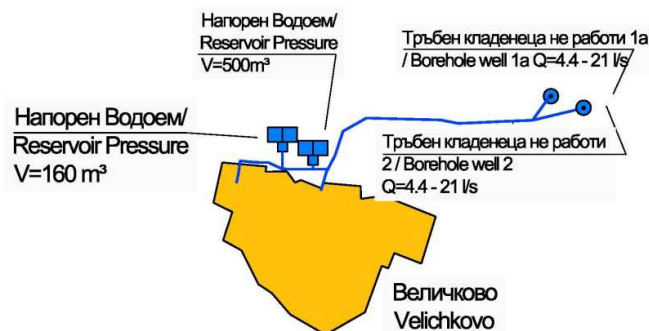 Напорен Водоем/
Reservoir Pressure
V=500m³
Тръбен кладенеца не работи 1a
/ Borehole well 1a Q=4.4 - 21 l/s
Напорен Водоем/
Reservoir Pressure
V=160 m³
Тръбен кладенеца не работи
2 / Borehole well 2
Q=4.4 - 21 l/s
Величково
Velichkovo